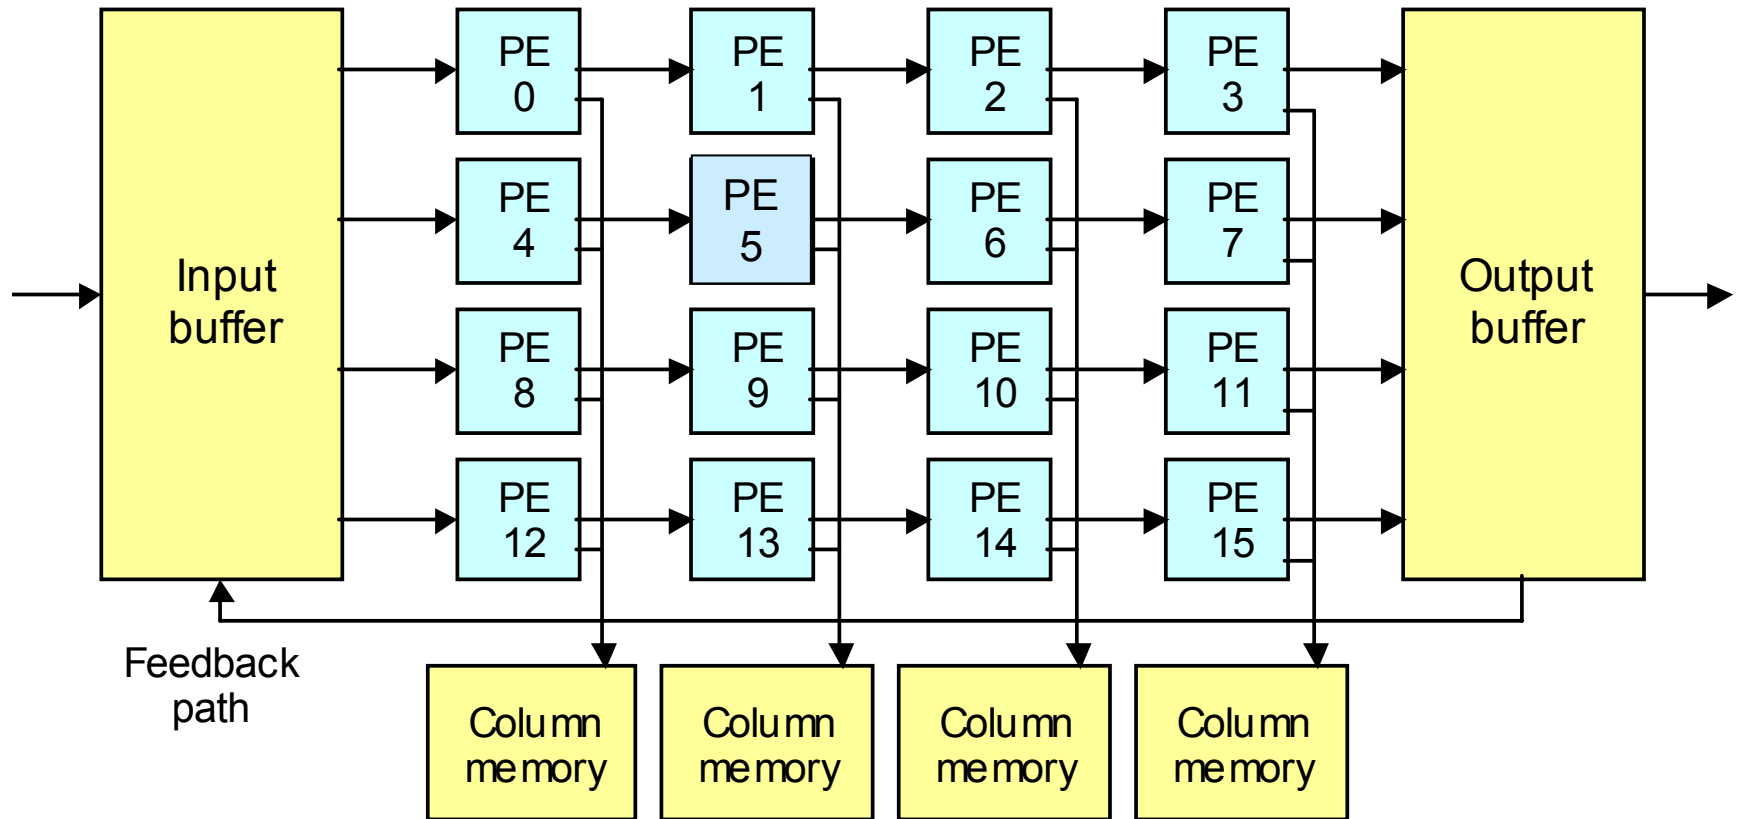 PE
0
PE
1
PE
2
PE
3
PE
4
PE
5
PE
6
PE
7
Input
buffer
Output
buffer
PE
8
PE
9
PE
10
PE
11
PE
12
PE
13
PE
14
PE
15
Feedback
path
Column
memory
Column
memory
Column
memory
Column
memory